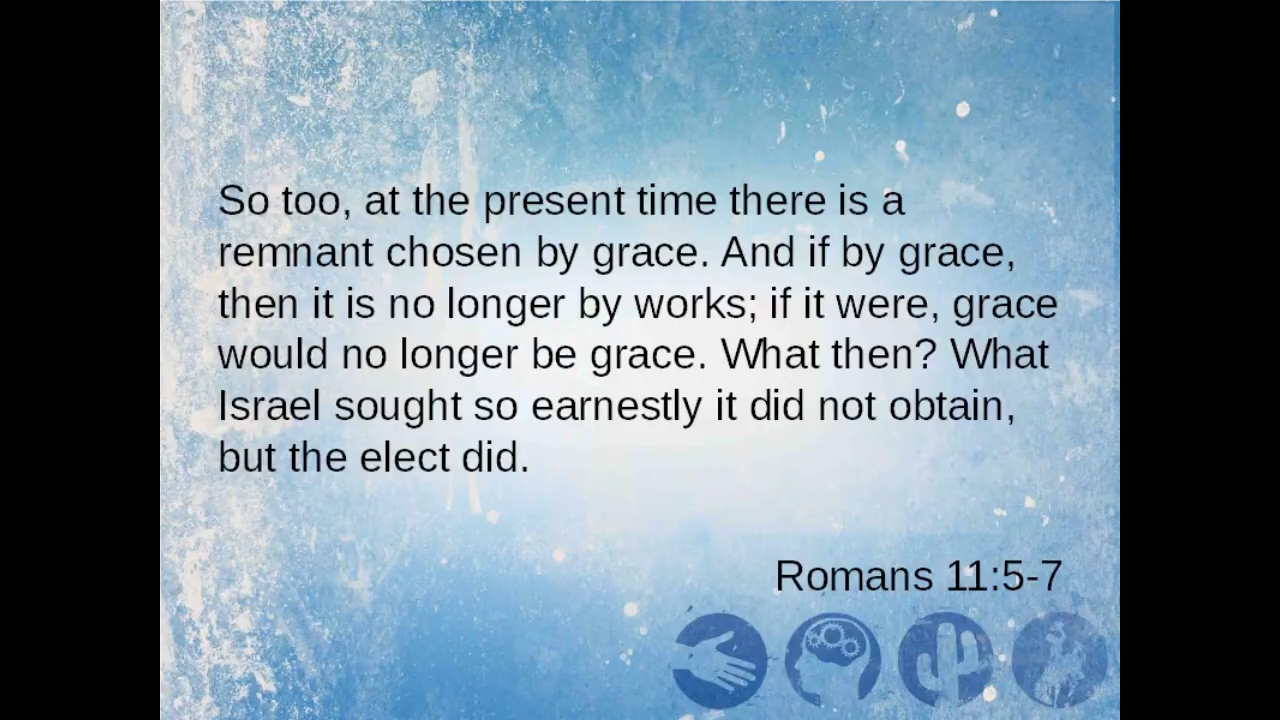 So too, at the present time there is a
remnant chosen by grace. And if by grace,
then it is no longer by works; if it were, grace
would no longer be grace. What then? What
Israel sought so earnestly it did not obtain,
but the elect did.
Romans 11:5-7